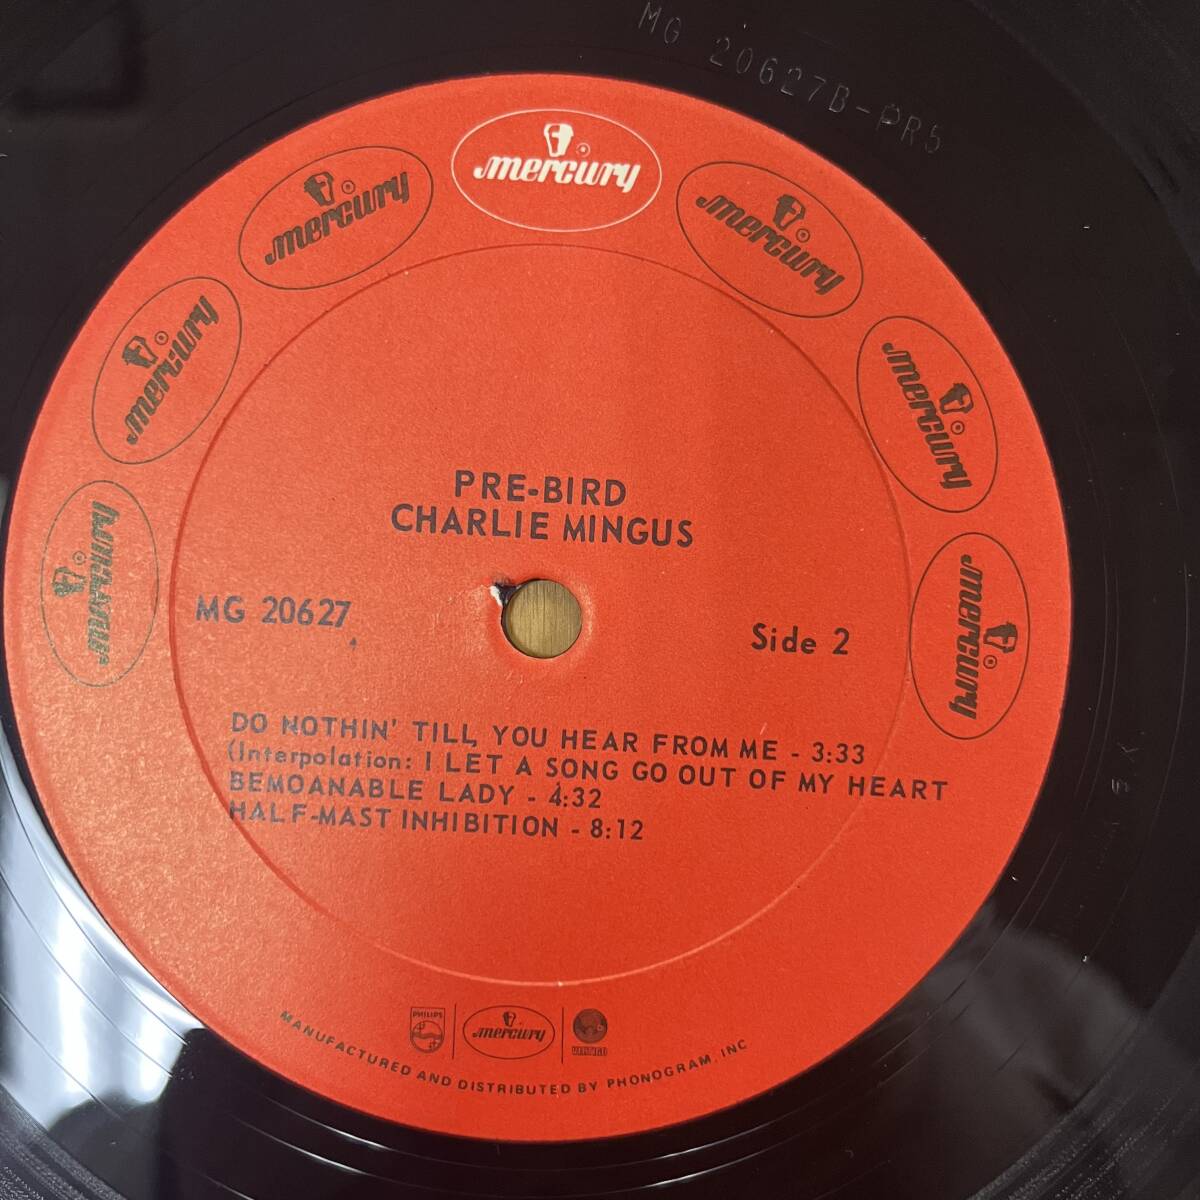 MG 20627B-PR5
mercury
mercury
mercury
mercury
mercury
mercury
mercury
PRE-BIRD
CHARLIE MINGUS
MG 20627
Side 2
DO NOTHIN' TILL YOU HEAR FROM ME - 3:33
(Interpolation: I LET A SONG GO OUT OF MY HEART
BEMOANABLE LADY - 4:32
HALF-MAST INHIBITION - 8:12
PHILIPS
mercury
VERTIGO
MANUFACTURED AND DISTRIBUTED BY PHONOGRAM, INC